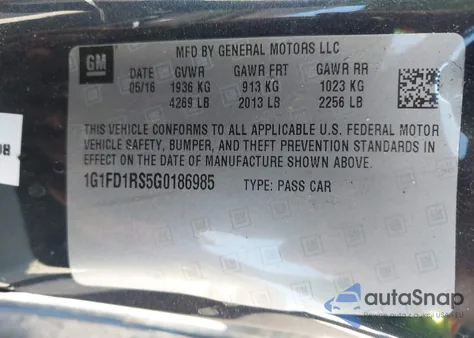 MFD BY GENERAL MOTORS LLC
GM
DATE GVWR GAWR FRT GAWR RR
05/16 1936 KG 913 KG 1023 KG
4269 LB 2013 LB 2256 LB
THIS VEHICLE CONFORMS TO ALL APPLICABLE U.S. FEDERAL MOTOR
VEHICLE SAFETY, BUMPER, AND THEFT PREVENTION STANDARDS IN
EFFECT ON THE DATE OF MANUFACTURE SHOWN ABOVE.
1G1FD1RS5G0186985 TYPE: PASS CAR
autoSnap